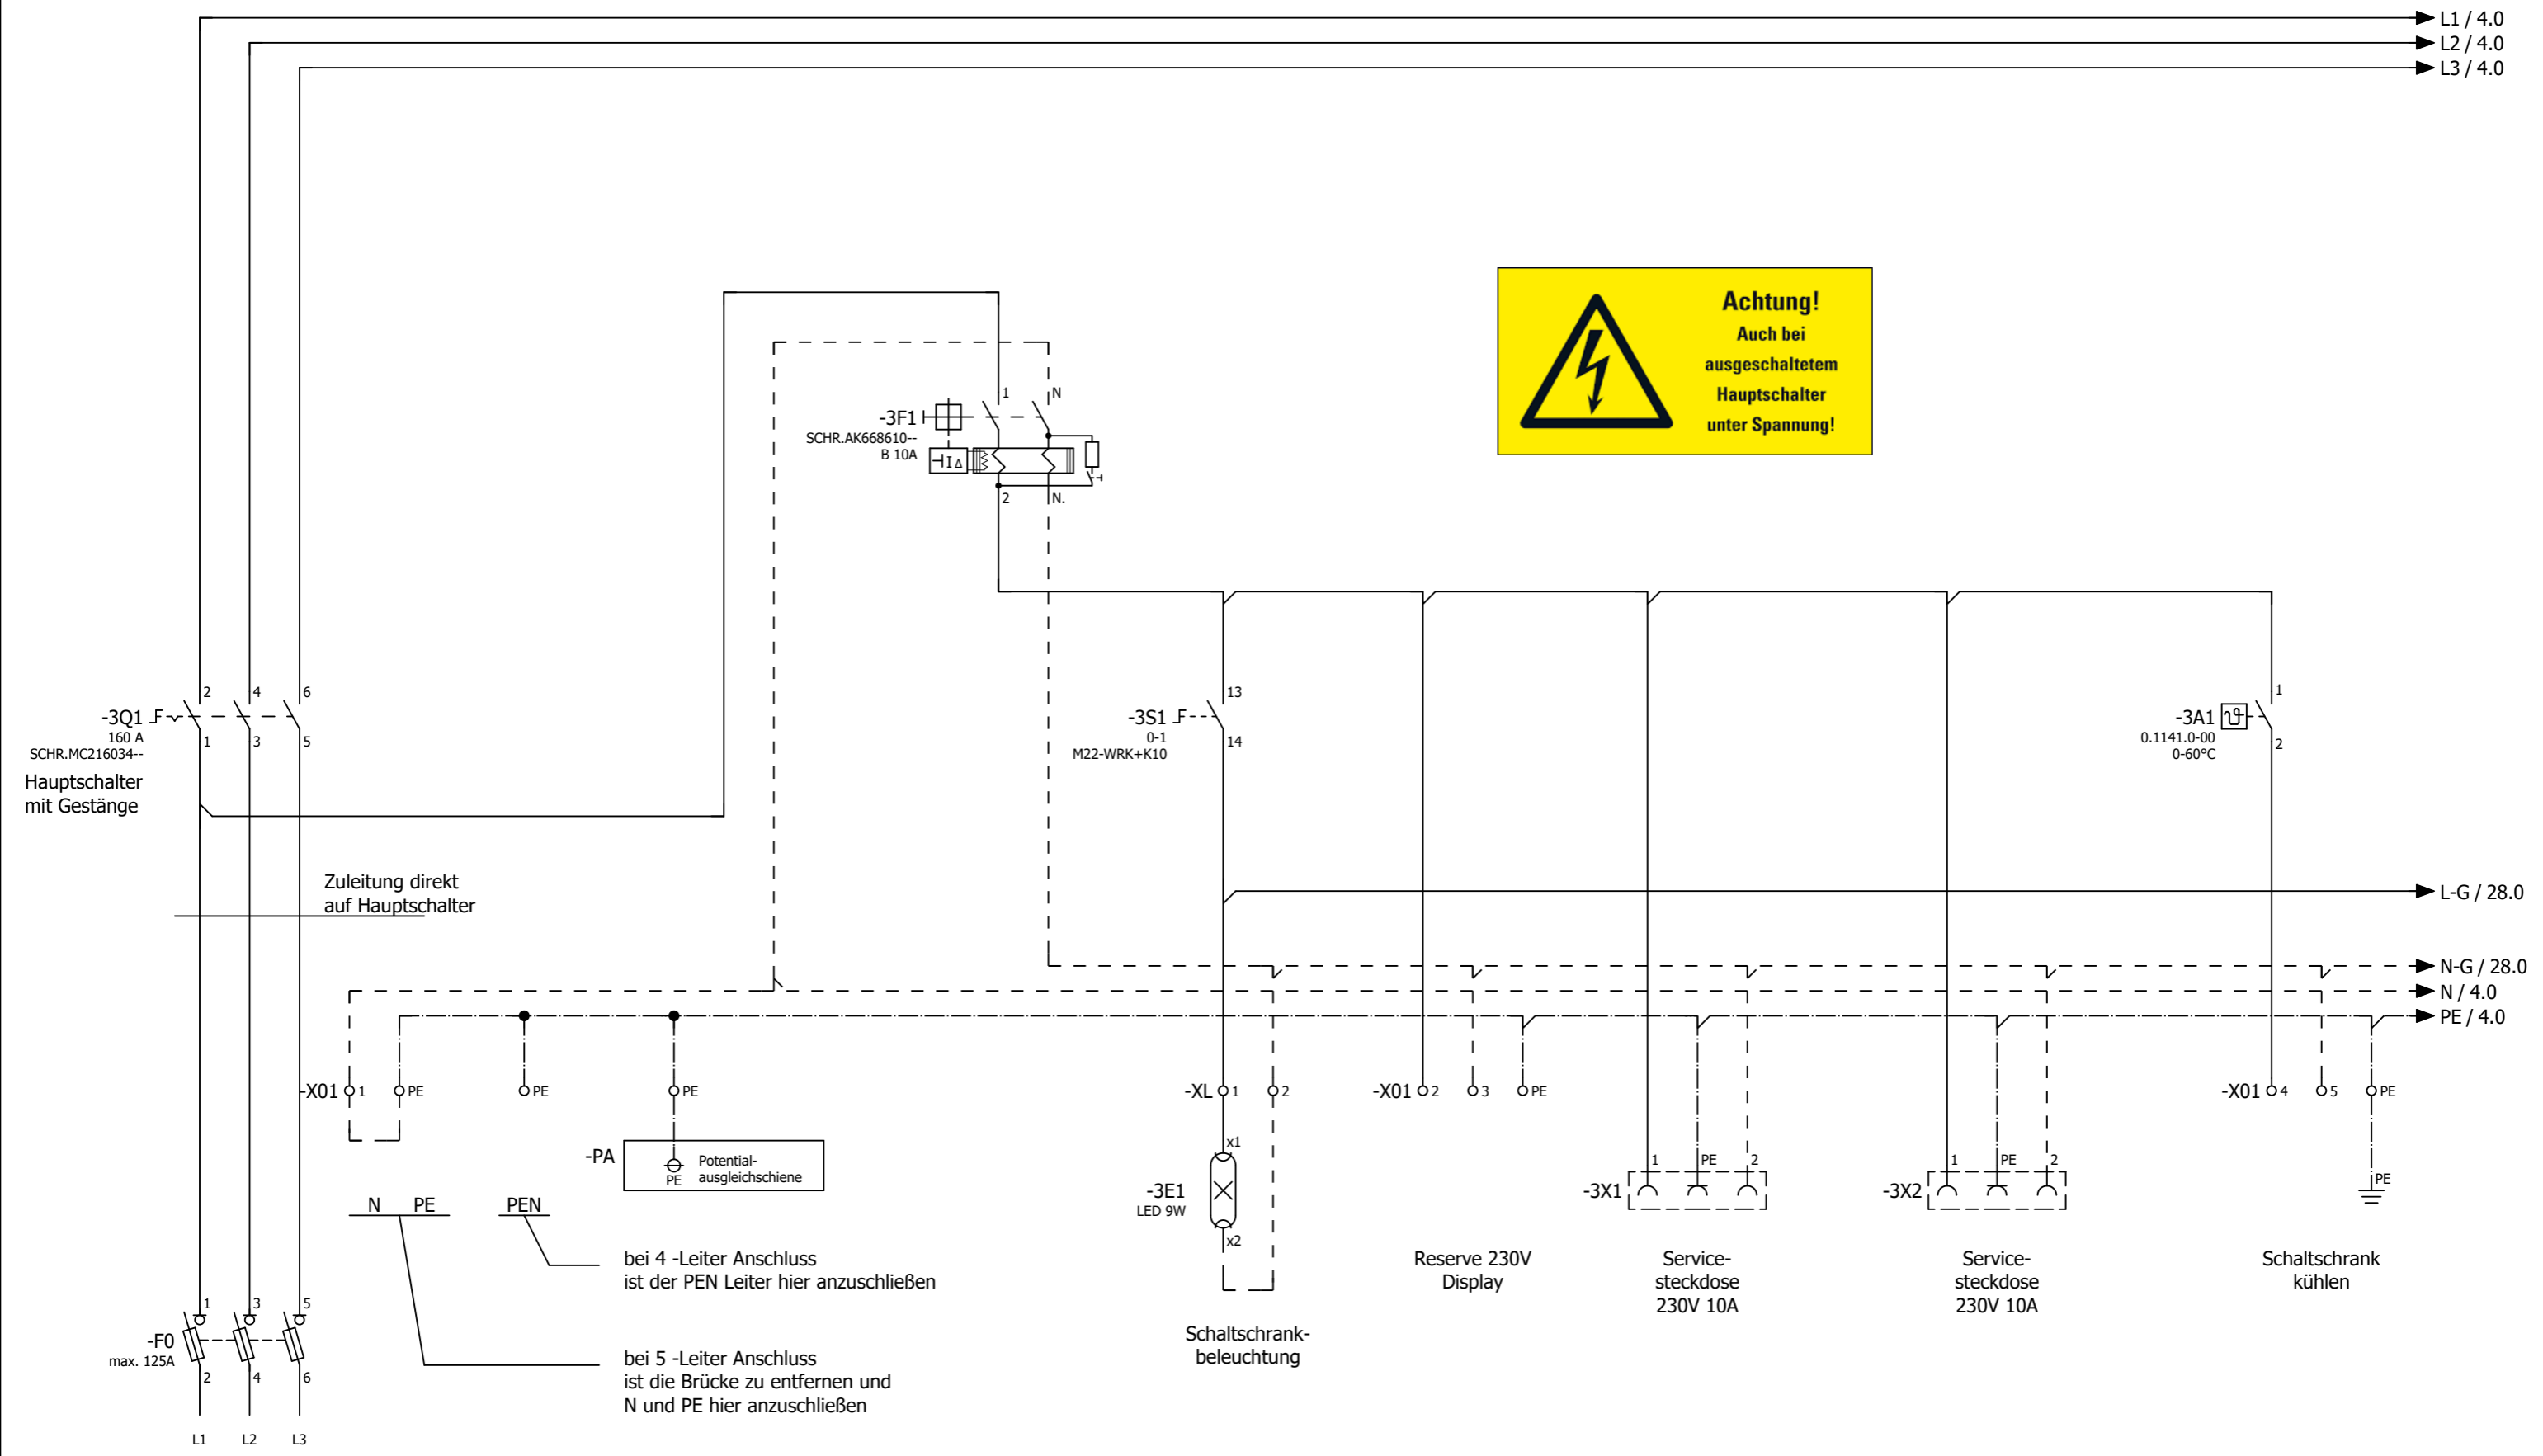 L1 / 4.0
L2 / 4.0
L3 / 4.0
Achtung!
Auch bei
ausgeschaltetem
Hauptschalter
unter Spannung!
1
N
-3F1
SCHR.AK668610--
B 10A
I Δ
2
N.
2
4
6
-3Q1
160 A
SCHR.MC216034--
1
3
5
Hauptschalter
mit Gestänge
13
-3S1
0-1
M22-WRK+K10
14
1
-3A1
ϑ
0.1141.0-00
0-60°C
2
Zuleitung direkt
auf Hauptschalter
L-G / 28.0
N-G / 28.0
N / 4.0
PE / 4.0
-X01
1
PE
PE
PE
-XL
1
2
-X01
2
3
PE
-X01
4
5
PE
-PA
PE
Potential-
ausgleichschiene
x1
-3E1
LED 9W
x2
1
PE
2
-3X1
1
PE
2
-3X2
PE
N
PE
PEN
bei 4 -Leiter Anschluss
ist der PEN Leiter hier anzuschließen
bei 5 -Leiter Anschluss
ist die Brücke zu entfernen und
N und PE hier anzuschließen
Schaltschrank-
beleuchtung
Reserve 230V
Display
Service-
steckdose
230V 10A
Service-
steckdose
230V 10A
Schaltschrank
kühlen
1
3
5
-F0
max. 125A
2
4
6
L1
L2
L3